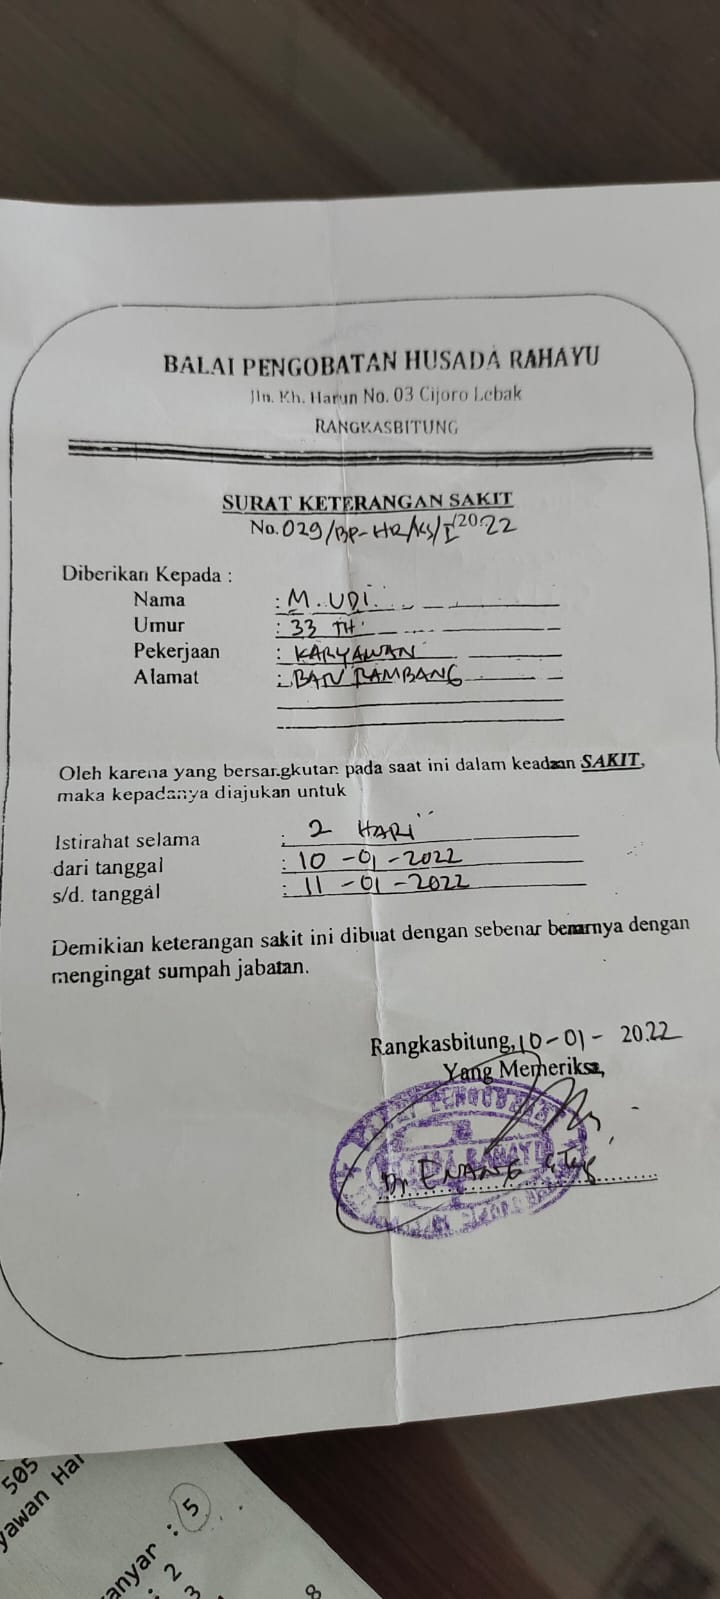 BALAI PENGOBATAN HUSADA RAHAYU
Jln. Kh. Harun No. 03 Cijoro Lebak
RANGKASBITUNG
SURAT KETERANGAN SAKIT
No. 029/BP-HR/KS/I/2022
Diberikan Kepada :
Nama : M. UDI
Umur : 33 TH
Pekerjaan : KARYAWAN
Alamat : RAMBANG
Oleh karena yang bersangkutan pada saat ini dalam keadaan SAKIT,
maka kepadanya diajukan untuk
Istirahat selama : 2 HARI
dari tanggal : 10-01-2022
s/d. tanggal : 11-01-2022
Demikian keterangan sakit ini dibuat dengan sebenar benarnya dengan
mengingat sumpah jabatan.
Rangkasbitung, 10-01-2022
Yang Memeriksa,
Dr ENANG
505
yawan Har
anyar : 5
: 2
3
8